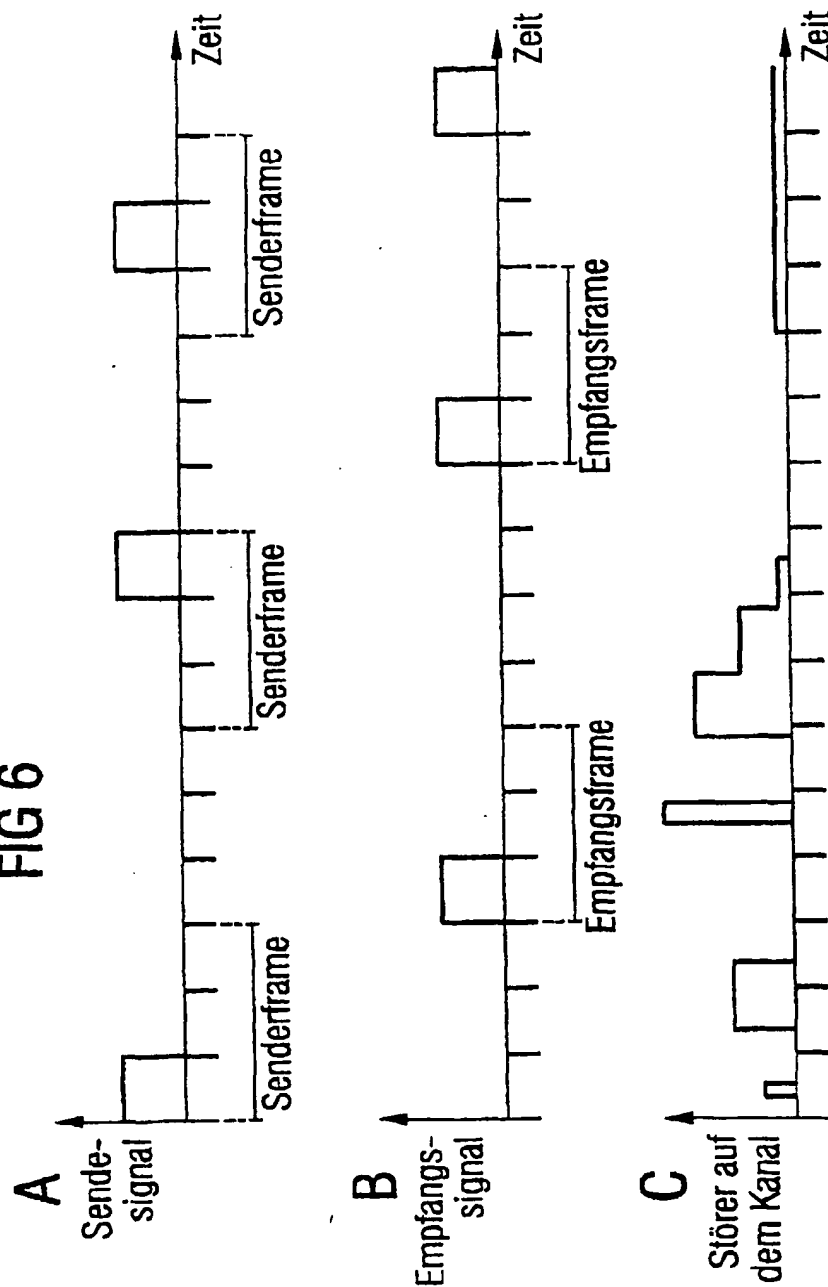 FIG 6
A
Sende-
signal
Senderframe
Senderframe
Senderframe
Zeit
B
Empfangs-
signal
Empfangsframe
Empfangsframe
Zeit
C
Störer auf
dem Kanal
Zeit